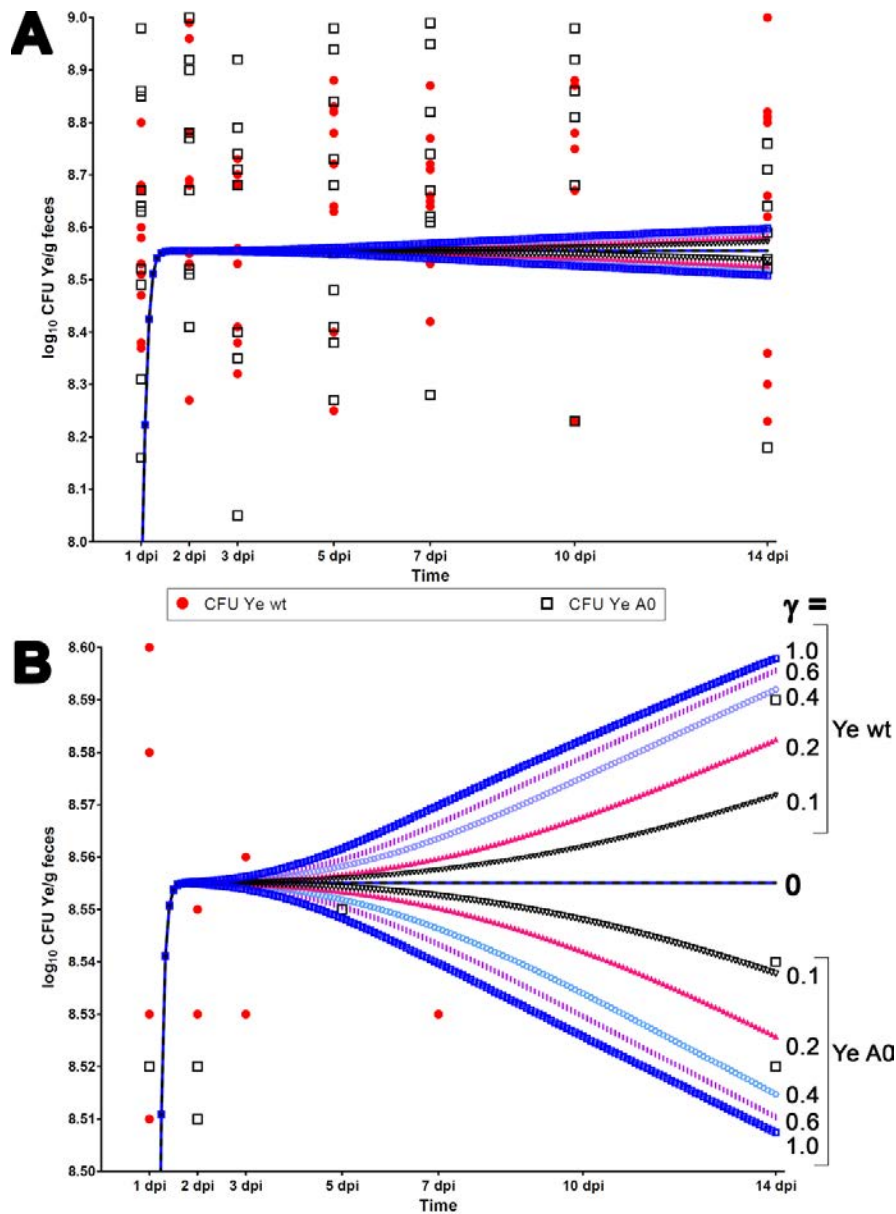 A
log10 CFU Ye/g feces
9.0
8.9
8.8
8.7
8.6
8.5
8.4
8.3
8.2
8.1
8.0
1 dpi 2 dpi 3 dpi 5 dpi 7 dpi 10 dpi 14 dpi
Time
CFU Ye wt CFU Ye A0
γ =
B
log10 CFU Ye/g feces
8.60
8.59
8.58
8.57
8.56
8.55
8.54
8.53
8.52
8.51
8.50
1.0
0.6
0.4
0.2
0.1
Ye wt
0
0.1
0.2
0.4
0.6
1.0
Ye A0
1 dpi 2 dpi 3 dpi 5 dpi 7 dpi 10 dpi 14 dpi
Time